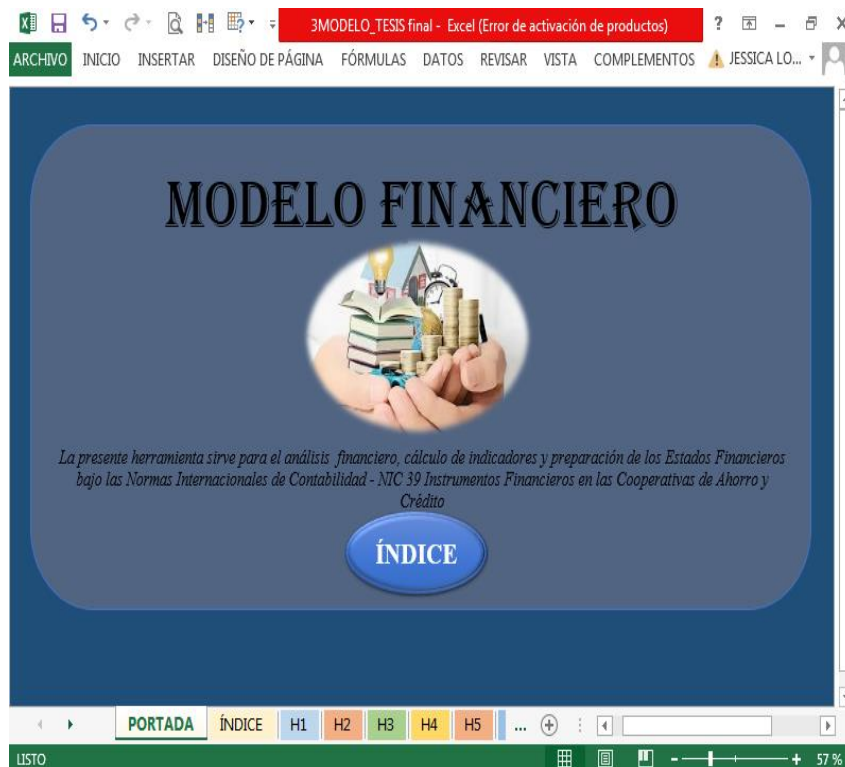 3MODELO_TESIS final - Excel (Error de activación de productos)
?
ARCHIVO INICIO INSERTAR DISEÑO DE PÁGINA FÓRMULAS DATOS REVISAR VISTA COMPLEMENTOS JESSICA LO...
MODELO FINANCIERO
La presente herramienta sirve para el análisis financiero, cálculo de indicadores y preparación de los Estados Financieros
bajo las Normas Internacionales de Contabilidad - NIC 39 Instrumentos Financieros en las Cooperativas de Ahorro y
Crédito
ÍNDICE
PORTADA ÍNDICE H1 H2 H3 H4 H5 ...
LISTO 57 %